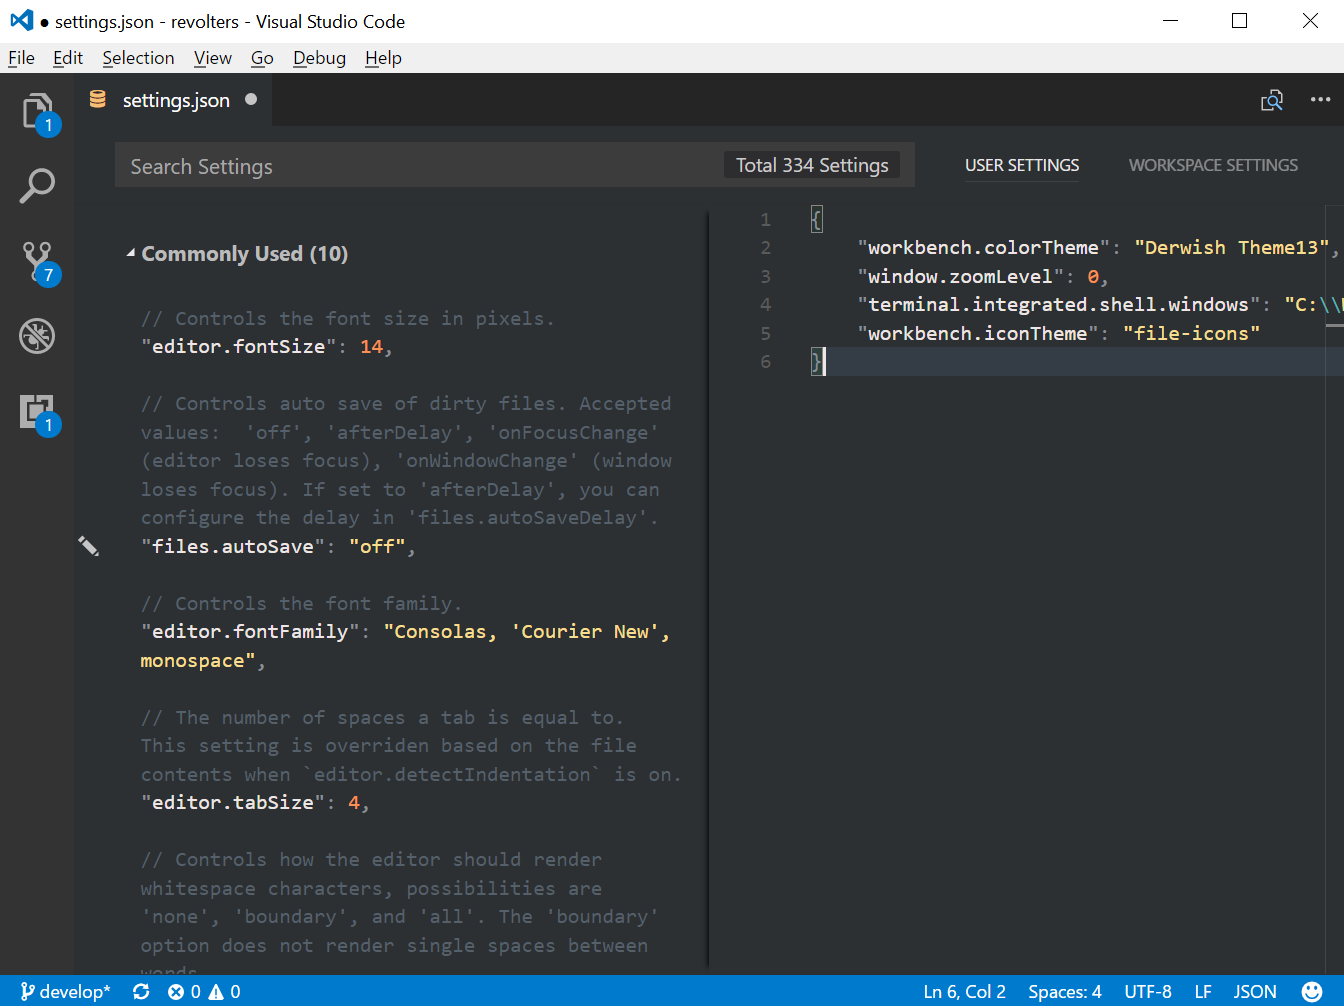 ● settings.json - revolters - Visual Studio Code
File Edit Selection View Go Debug Help
1
7
1
settings.json ●
Search Settings
Total 334 Settings
USER SETTINGS WORKSPACE SETTINGS
Commonly Used (10)
// Controls the font size in pixels.
"editor.fontSize": 14,
// Controls auto save of dirty files. Accepted
values:  'off', 'afterDelay', 'onFocusChange'
(editor loses focus), 'onWindowChange' (window
loses focus). If set to 'afterDelay', you can
configure the delay in 'files.autoSaveDelay'.
"files.autoSave": "off",
// Controls the font family.
"editor.fontFamily": "Consolas, 'Courier New',
monospace",
// The number of spaces a tab is equal to.
This setting is overriden based on the file
contents when `editor.detectIndentation` is on.
"editor.tabSize": 4,
// Controls how the editor should render
whitespace characters, possibilities are
'none', 'boundary', and 'all'. The 'boundary'
option does not render single spaces between
words
1 {
2 "workbench.colorTheme": "Derwish Theme13",
3 "window.zoomLevel": 0,
4 "terminal.integrated.shell.windows": "C:\\
5 "workbench.iconTheme": "file-icons"
6 }
develop* 0 0 Ln 6, Col 2 Spaces: 4 UTF-8 LF JSON